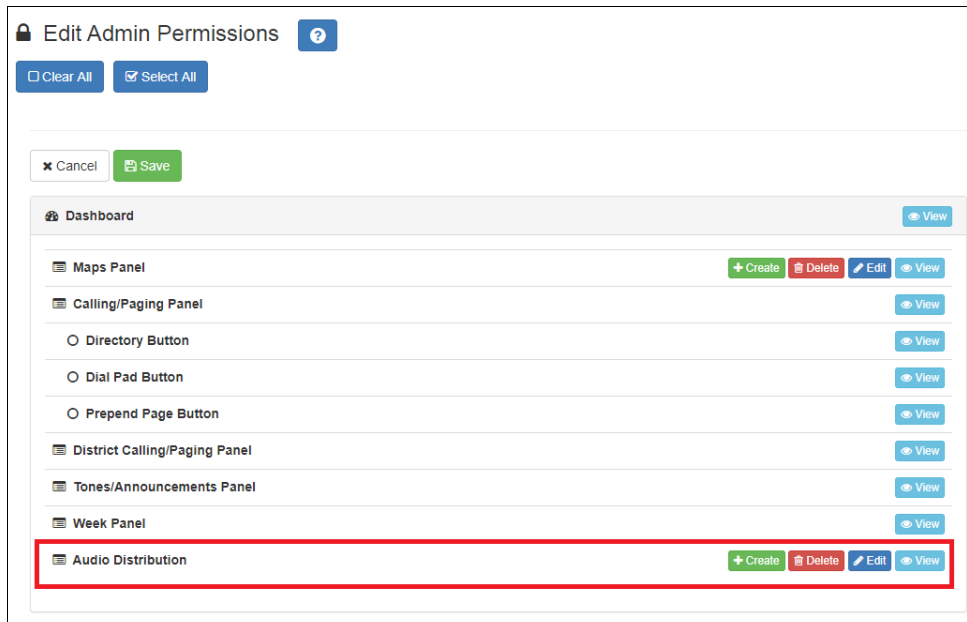 Edit Admin Permissions ?
Clear All Select All
Cancel Save
Dashboard View
Maps Panel Create Delete Edit View
Calling/Paging Panel View
Directory Button View
Dial Pad Button View
Prepend Page Button View
District Calling/Paging Panel View
Tones/Announcements Panel View
Week Panel View
Audio Distribution Create Delete Edit View